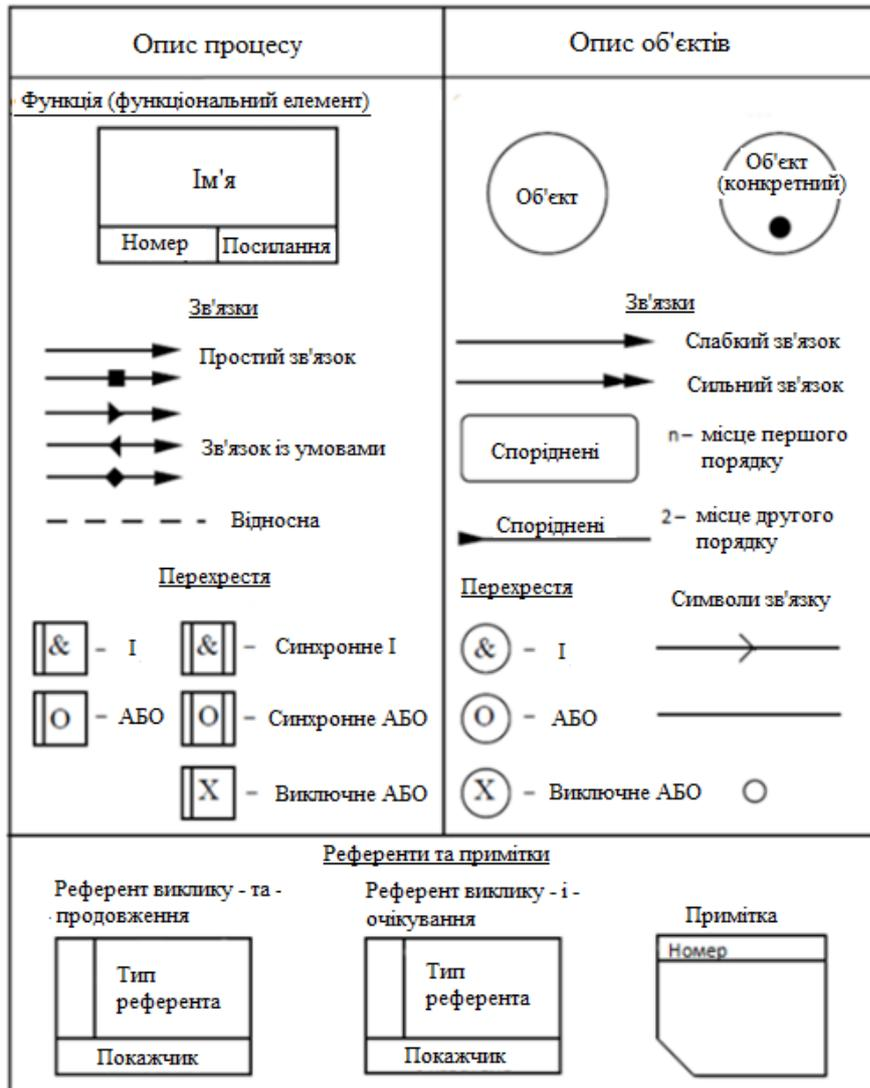 Опис процесу
Опис об'єктів
Функція (функціональний елемент)
Ім'я
Номер
Посилання
Зв'язки
Простий зв'язок
Зв'язок із умовами
Відносна
Перехрестя
& – І
& – Синхронне І
О – АБО
О – Синхронне АБО
Х – Виключне АБО
Об'єкт
Об'єкт
(конкретний)
Зв'язки
Слабкий зв'язок
Сильний зв'язок
Споріднені
n – місце першого
порядку
Споріднені
2 – місце другого
порядку
Перехрестя
Символи зв'язку
& – І
О – АБО
Х – Виключне АБО
Референти та примітки
Референт виклику - та -
продовження
Тип
референта
Покажчик
Референт виклику - і -
очікування
Тип
референта
Покажчик
Примітка
Номер